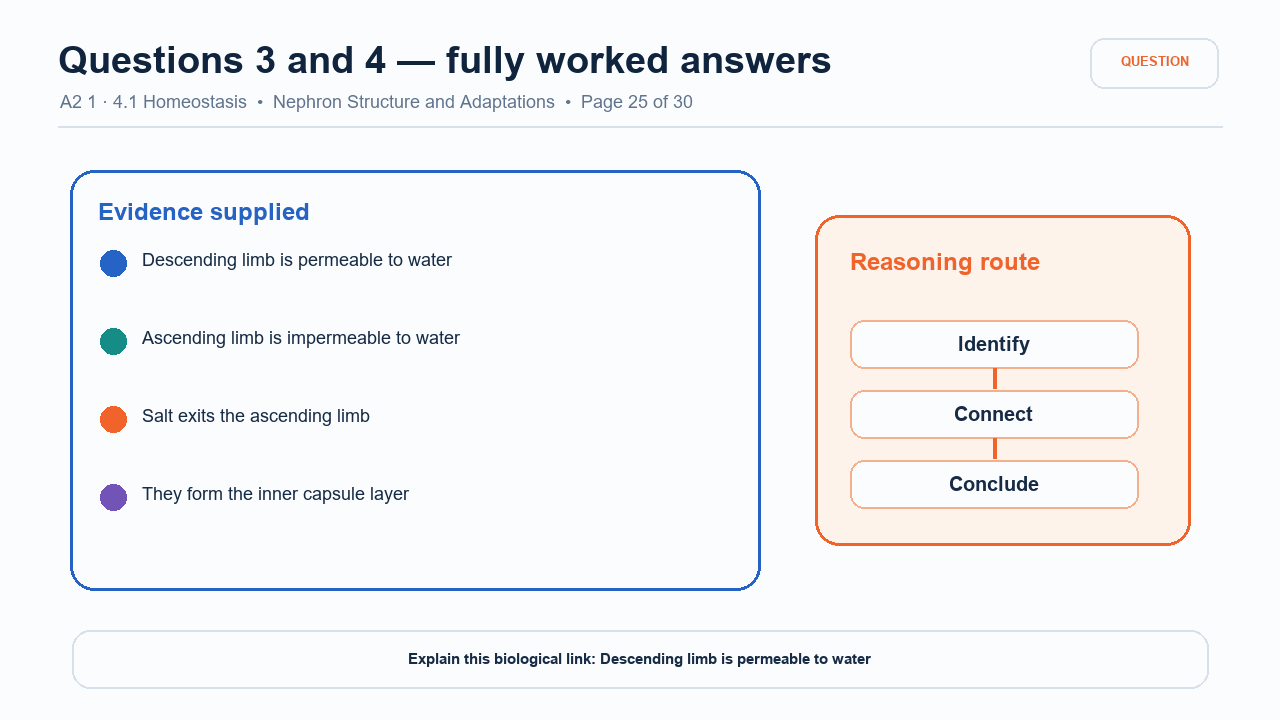 Questions 3 and 4 — fully worked answers
QUESTION
A2 1 · 4.1 Homeostasis • Nephron Structure and Adaptations • Page 25 of 30
Evidence supplied
Descending limb is permeable to water
Ascending limb is impermeable to water
Salt exits the ascending limb
They form the inner capsule layer
Reasoning route
Identify
Connect
Conclude
Explain this biological link: Descending limb is permeable to water